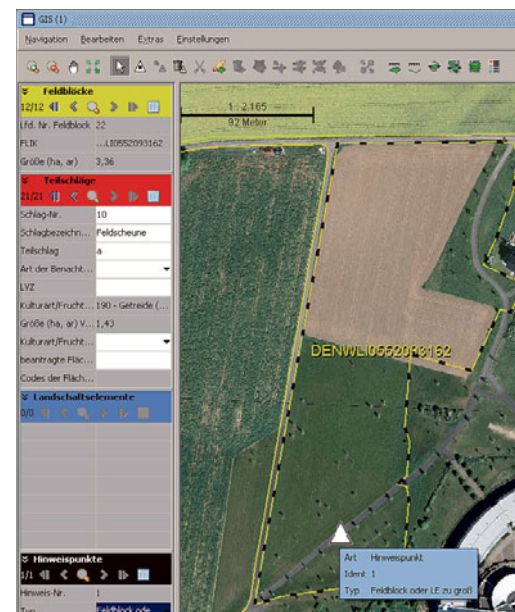 GIS (1)
Navigation Bearbeiten Extras Einstellungen
Feldblöcke
12/12
Lfd. Nr. Feldblock 22
FLIK ...LI0552093162
Größe (ha, ar) 3,36
Teilschläge
21/21
Schlag-Nr. 10
Schlagbezeichn... Feldscheune
Teilschlag a
Art der Benacht...
LVZ
Kulturart/Frucht... 190 - Getreide (...
Größe (ha, ar) V... 1,43
Kulturart/Frucht...
beantragte Fläc...
Codes der Fläch...
Landschaftselemente
0/0
Hinweispunkte
1/1
Hinweis-Nr. 1
Typ Feldblock ode
1 : 2.165
92 Meter
DENWLI0552093162
Art Hinweispunkt
Ident 1
Typ Feldblock oder LE zu groß